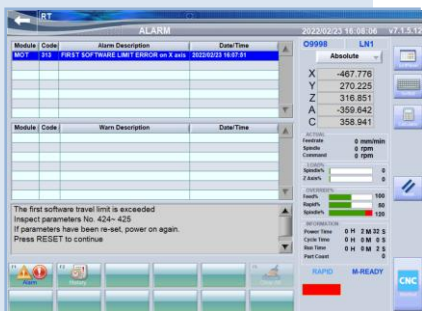 RT
ALARM
2022/02/23 16:08:06 v7.1.5.12
Module Code Alarm Description Date/Time
MOT 313 FIRST SOFTWARE LIMIT ERROR on X axis 2022/02/23 16:07:51
Module Code Warn Description Date/Time
The first software travel limit is exceeded
Inspect parameters No. 424~ 425
If parameters have been re-set, power on again.
Press RESET to continue
O9998 LN1
Absolute
X -467.776
Y 270.225
Z 316.851
A -359.642
C 358.941
ACTUAL
Feedrate 0 mm/min
Spindle 0 rpm
Command 0 rpm
LOAD%
Spindle% 0
Z Axis% 0
OVERRIDE%
Feed% 100
Rapid% 80
Spindle% 120
INFORMATION
Power Time 0 H 2 M 32 S
Cycle Time 0 H 0 M 0 S
Run Time 0 H 2 M 2 S
Part Count 0
RAPID M-READY
Alarm
History
CNC